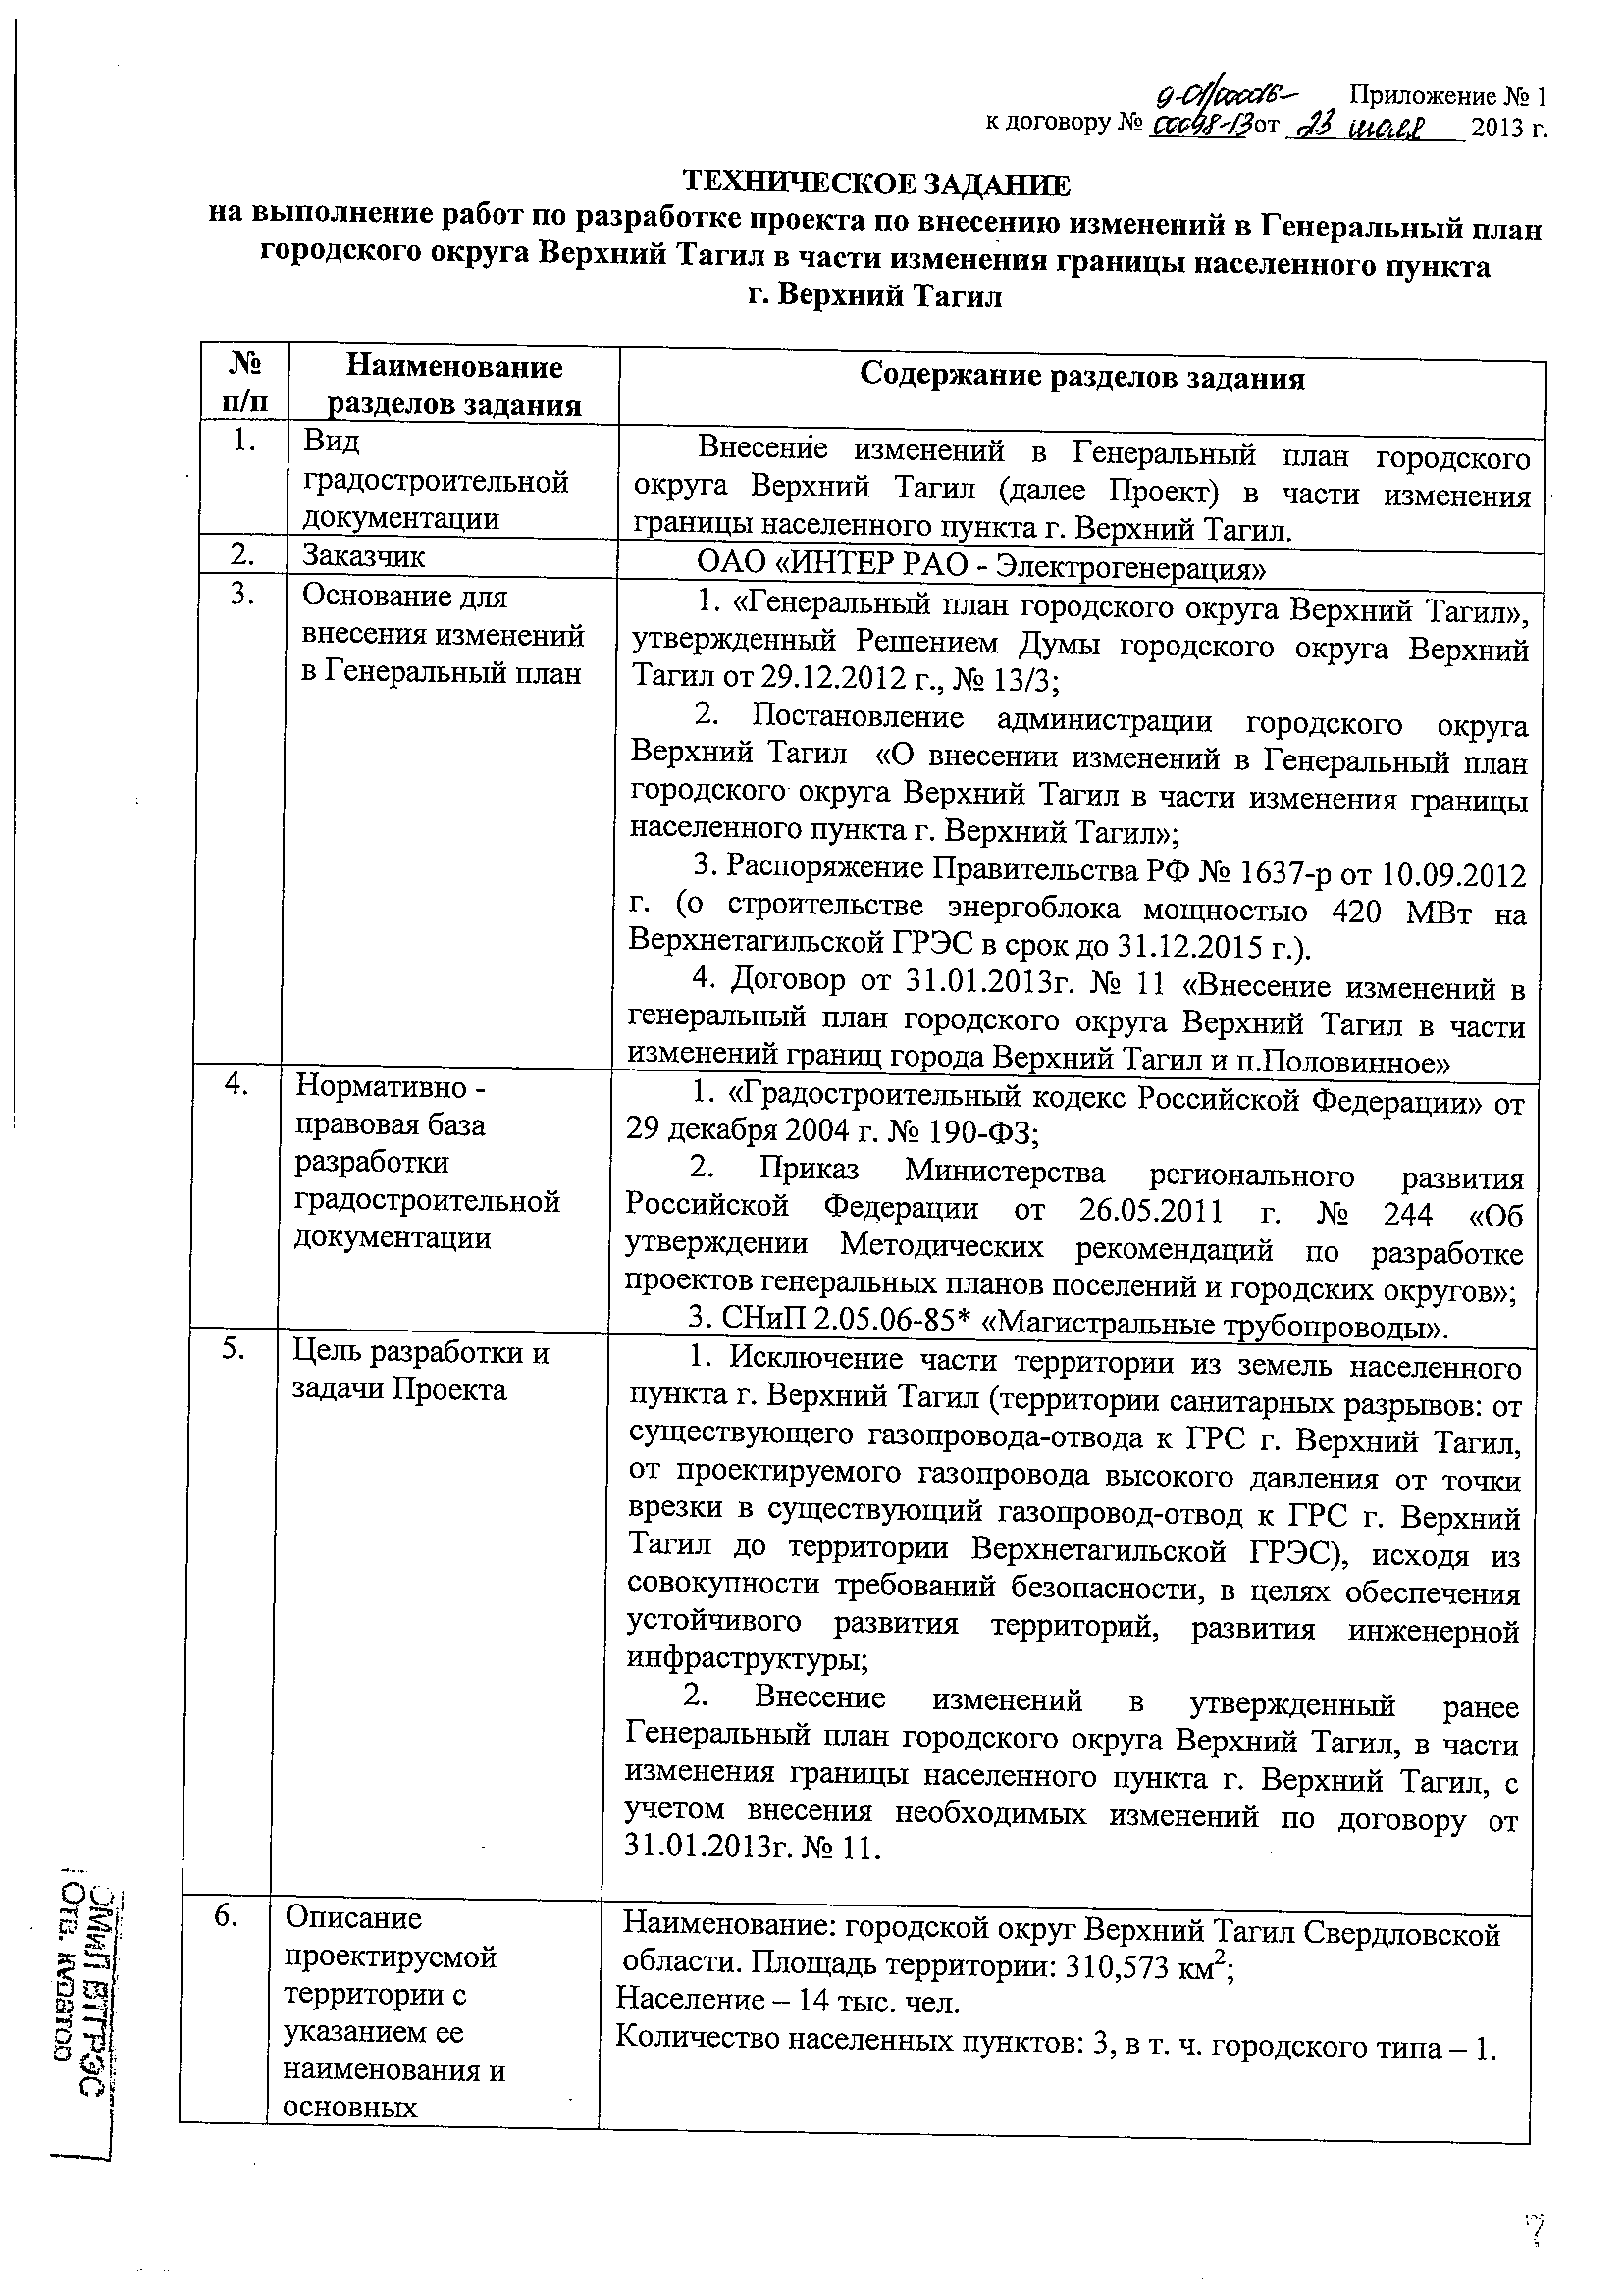 Приложение № 1
к договору № от 23 мая 2013 г.
ТЕХНИЧЕСКОЕ ЗАДАНИЕ
на выполнение работ по разработке проекта по внесению изменений в Генеральный план
городского округа Верхний Тагил в части изменения границы населенного пункта
г. Верхний Тагил
№
п/п
Наименование
разделов задания
Содержание разделов задания
1.
Вид
градостроительной
документации
Внесение изменений в Генеральный план городского
округа Верхний Тагил (далее Проект) в части изменения
границы населенного пункта г. Верхний Тагил.
2.
Заказчик
ОАО «ИНТЕР РАО - Электрогенерация»
3.
Основание для
внесения изменений
в Генеральный план
1. «Генеральный план городского округа Верхний Тагил»,
утвержденный Решением Думы городского округа Верхний
Тагил от 29.12.2012 г., № 13/3;
2. Постановление администрации городского округа
Верхний Тагил «О внесении изменений в Генеральный план
городского округа Верхний Тагил в части изменения границы
населенного пункта г. Верхний Тагил»;
3. Распоряжение Правительства РФ № 1637-р от 10.09.2012
г. (о строительстве энергоблока мощностью 420 МВт на
Верхнетагильской ГРЭС в срок до 31.12.2015 г.).
4. Договор от 31.01.2013г. № 11 «Внесение изменений в
генеральный план городского округа Верхний Тагил в части
изменений границ города Верхний Тагил и п.Половинное»
4.
Нормативно -
правовая база
разработки
градостроительной
документации
1. «Градостроительный кодекс Российской Федерации» от
29 декабря 2004 г. № 190-ФЗ;
2. Приказ Министерства регионального развития
Российской Федерации от 26.05.2011 г. № 244 «Об
утверждении Методических рекомендаций по разработке
проектов генеральных планов поселений и городских округов»;
3. СНиП 2.05.06-85* «Магистральные трубопроводы».
5.
Цель разработки и
задачи Проекта
1. Исключение части территории из земель населенного
пункта г. Верхний Тагил (территории санитарных разрывов: от
существующего газопровода-отвода к ГРС г. Верхний Тагил,
от проектируемого газопровода высокого давления от точки
врезки в существующий газопровод-отвод к ГРС г. Верхний
Тагил до территории Верхнетагильской ГРЭС), исходя из
совокупности требований безопасности, в целях обеспечения
устойчивого развития территорий, развития инженерной
инфраструктуры;
2. Внесение изменений в утвержденный ранее
Генеральный план городского округа Верхний Тагил, в части
изменения границы населенного пункта г. Верхний Тагил, с
учетом внесения необходимых изменений по договору от
31.01.2013г. № 11.
6.
Описание
проектируемой
территории с
указанием ее
наименования и
основных
Наименование: городской округ Верхний Тагил Свердловской
области. Площадь территории: 310,573 км²;
Население – 14 тыс. чел.
Количество населенных пунктов: 3, в т. ч. городского типа – 1.
ОМиП ВТГРЭС
Отв. куратор